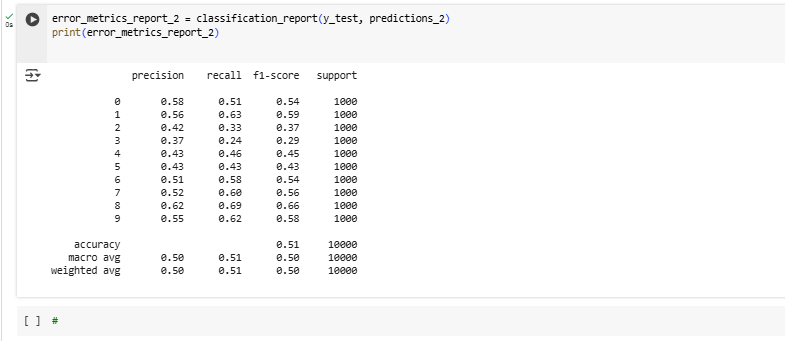 error_metrics_report_2 = classification_report(y_test, predictions_2)
0s
print(error_metrics_report_2)
precision recall f1-score support
0 0.58 0.51 0.54 1000
1 0.56 0.63 0.59 1000
2 0.42 0.33 0.37 1000
3 0.37 0.24 0.29 1000
4 0.43 0.46 0.45 1000
5 0.43 0.43 0.43 1000
6 0.51 0.58 0.54 1000
7 0.52 0.60 0.56 1000
8 0.62 0.69 0.66 1000
9 0.55 0.62 0.58 1000
accuracy 0.51 10000
macro avg 0.50 0.51 0.50 10000
weighted avg 0.50 0.51 0.50 10000
[ ] #